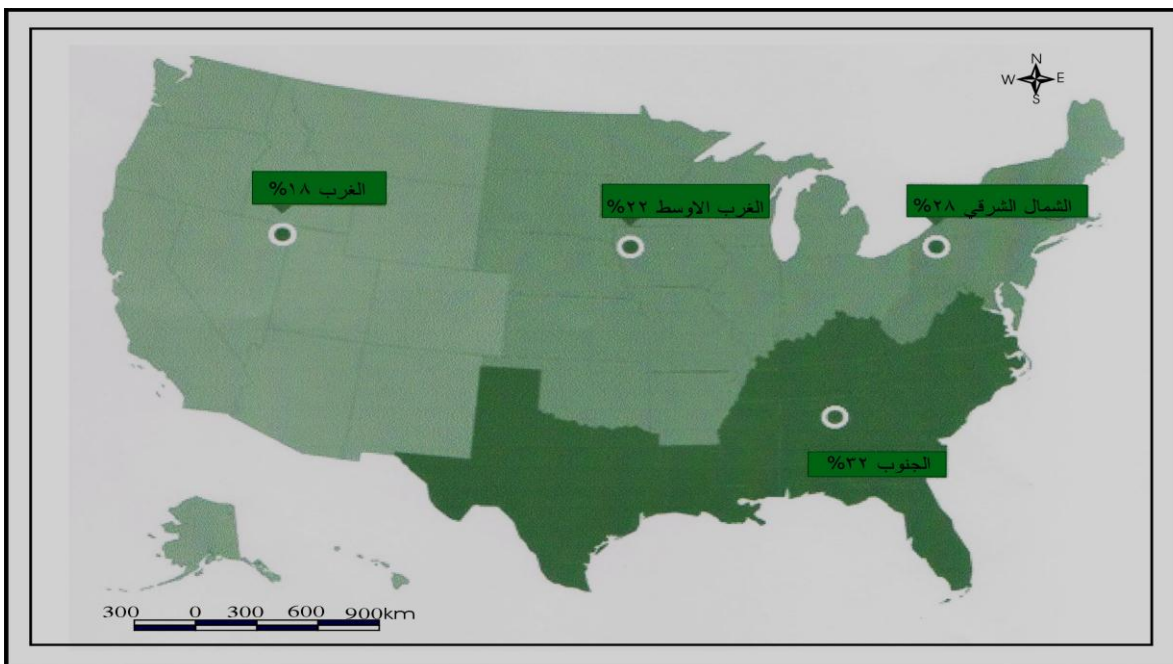 N
W E
S
الغرب ١٨%
الغرب الاوسط ٢٢%
الشمال الشرقي ٢٨%
الجنوب ٣٢%
300 0 300 600 900km